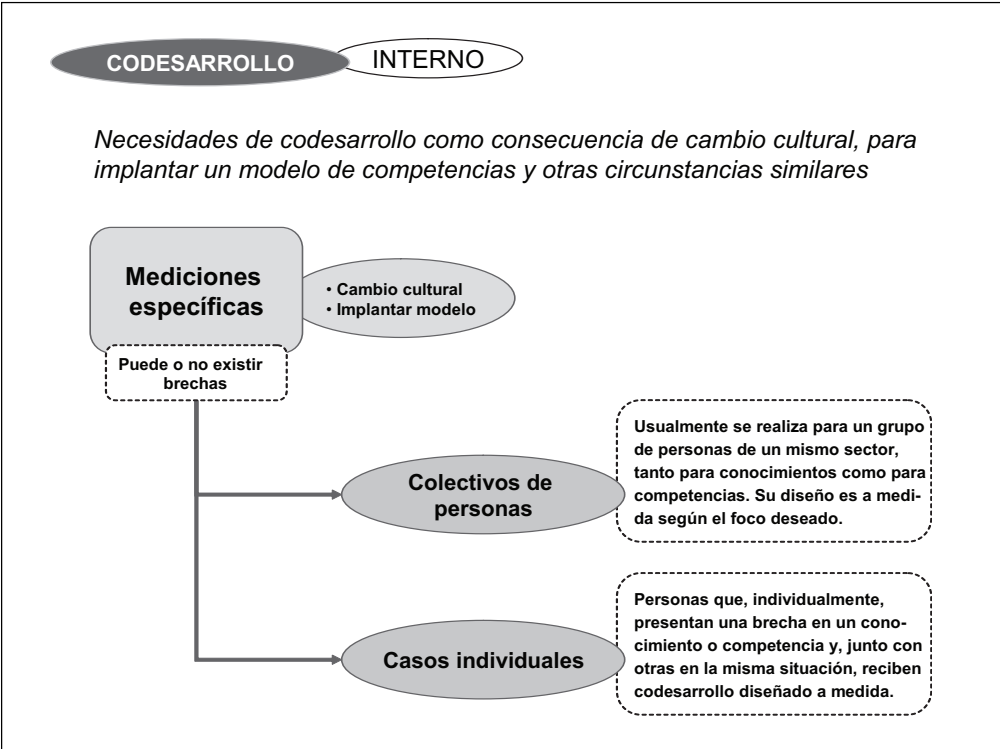 CODESARROLLO
INTERNO
Necesidades de codesarrollo como consecuencia de cambio cultural, para
implantar un modelo de competencias y otras circunstancias similares
Mediciones
específicas
• Cambio cultural
• Implantar modelo
Puede o no existir
brechas
Colectivos de
personas
Usualmente se realiza para un grupo
de personas de un mismo sector,
tanto para conocimientos como para
competencias. Su diseño es a medi-
da según el foco deseado.
Casos individuales
Personas que, individualmente,
presentan una brecha en un cono-
cimiento o competencia y, junto con
otras en la misma situación, reciben
codesarrollo diseñado a medida.